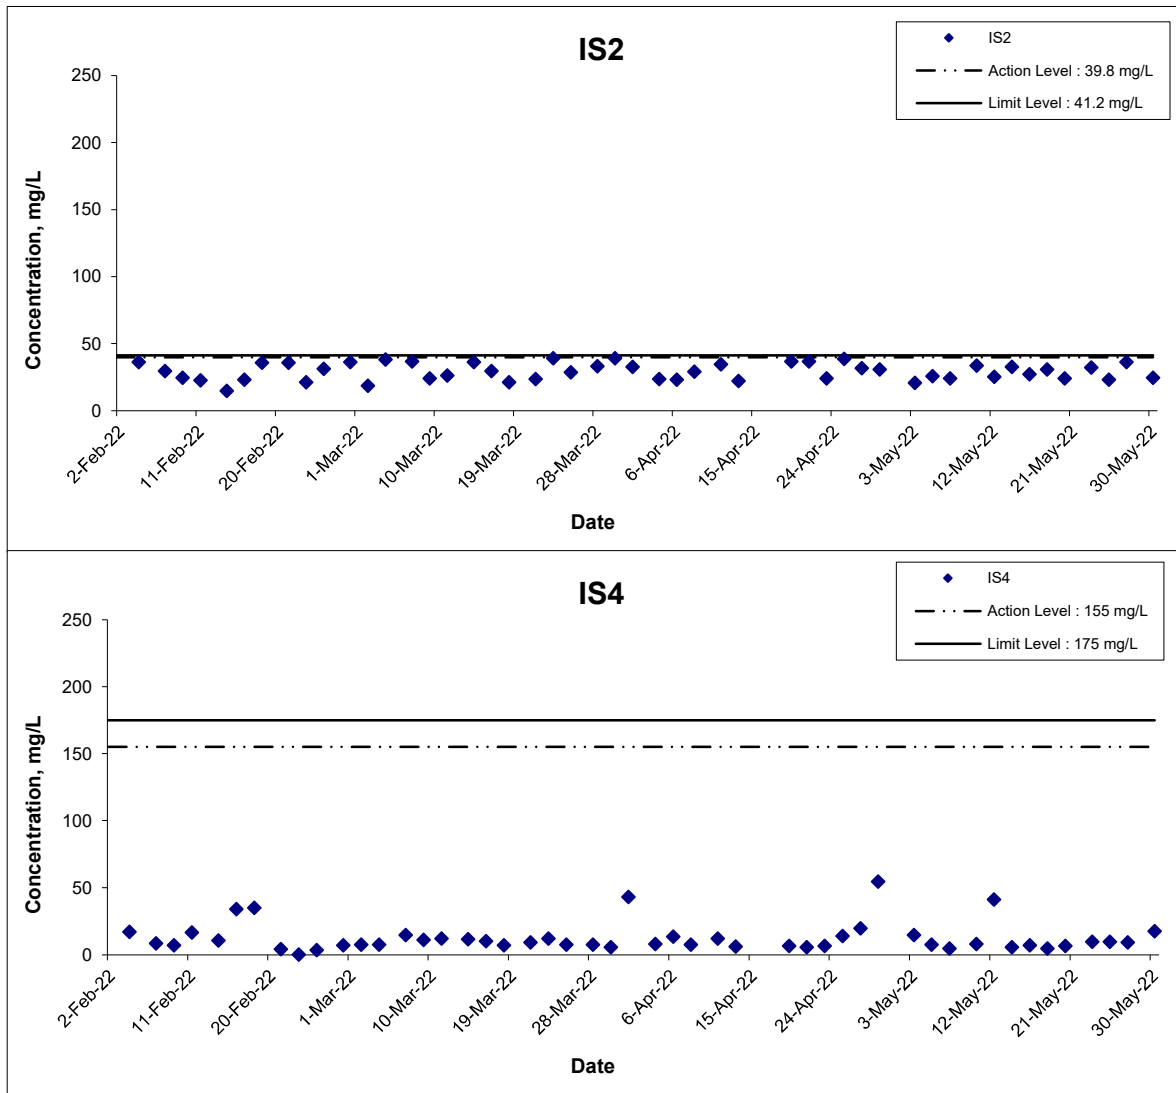 IS2
IS2
Action Level : 39.8 mg/L
Limit Level : 41.2 mg/L
Concentration, mg/L
250
200
150
100
50
0
2-Feb-22
11-Feb-22
20-Feb-22
1-Mar-22
10-Mar-22
19-Mar-22
28-Mar-22
6-Apr-22
15-Apr-22
24-Apr-22
3-May-22
12-May-22
21-May-22
30-May-22
Date
IS4
IS4
Action Level : 155 mg/L
Limit Level : 175 mg/L
Concentration, mg/L
250
200
150
100
50
0
2-Feb-22
11-Feb-22
20-Feb-22
1-Mar-22
10-Mar-22
19-Mar-22
28-Mar-22
6-Apr-22
15-Apr-22
24-Apr-22
3-May-22
12-May-22
21-May-22
30-May-22
Date